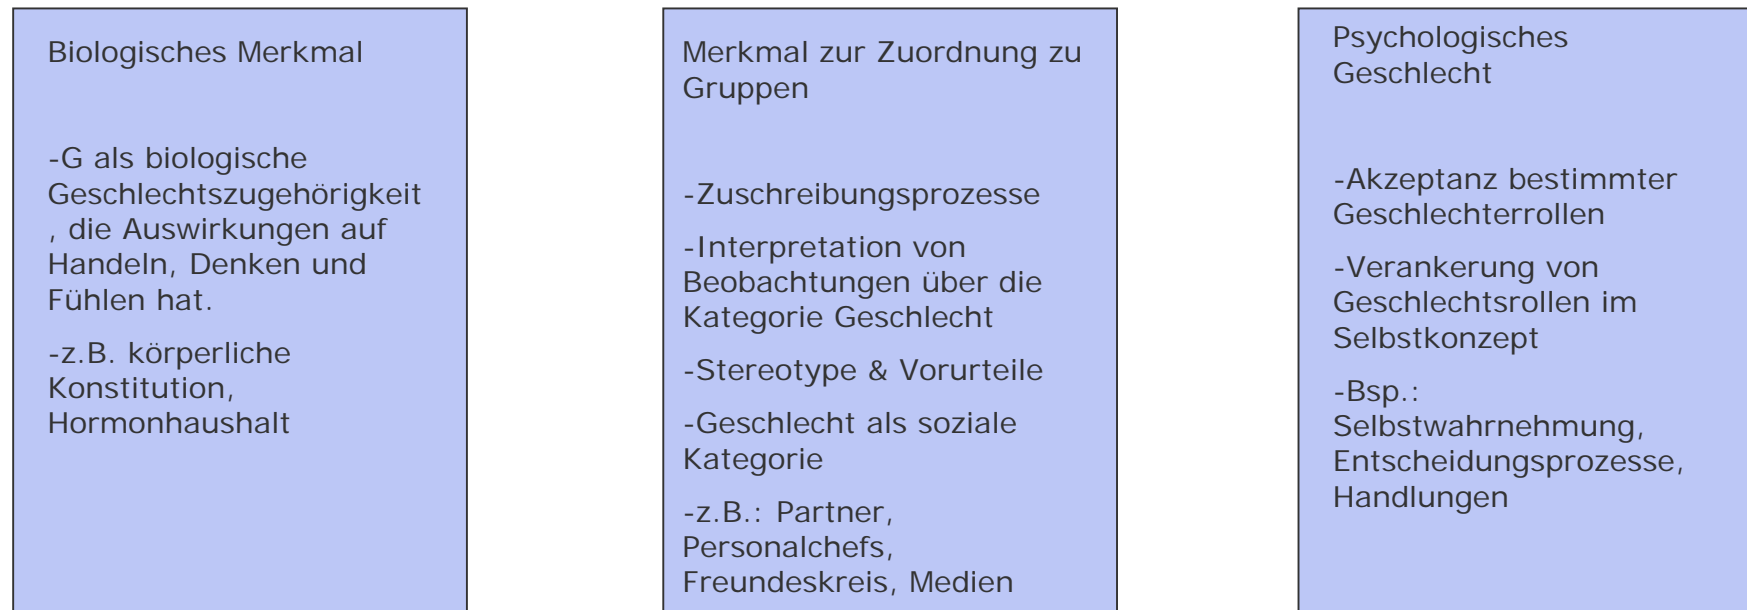 Biologisches Merkmal
-G als biologische
Geschlechtszugehörigkeit
, die Auswirkungen auf
Handeln, Denken und
Fühlen hat.
-z.B. körperliche
Konstitution,
Hormonhaushalt
Merkmal zur Zuordnung zu
Gruppen
-Zuschreibungsprozesse
-Interpretation von
Beobachtungen über die
Kategorie Geschlecht
-Stereotype & Vorurteile
-Geschlecht als soziale
Kategorie
-z.B.: Partner,
Personalchefs,
Freundeskreis, Medien
Psychologisches
Geschlecht
-Akzeptanz bestimmter
Geschlechterrollen
-Verankerung von
Geschlechtsrollen im
Selbstkonzept
-Bsp.:
Selbstwahrnehmung,
Entscheidungsprozesse,
Handlungen